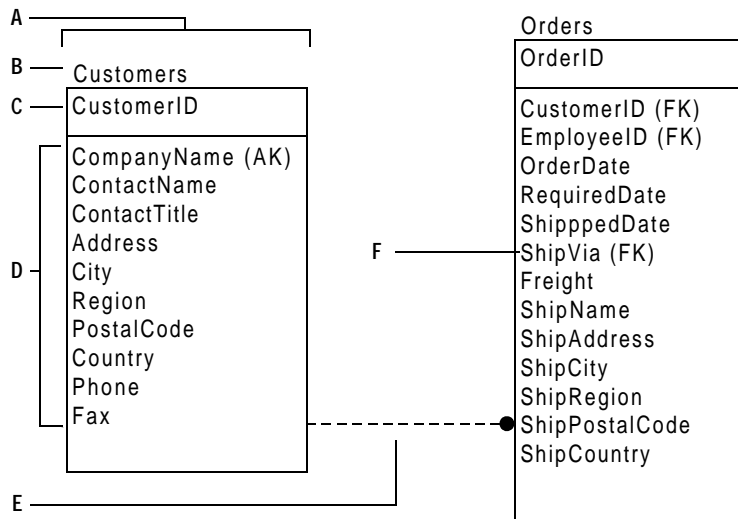 A
B
Customers
C
CustomerID
D
CompanyName (AK)
ContactName
ContactTitle
Address
City
Region
PostalCode
Country
Phone
Fax
E
Orders
OrderID
CustomerID (FK)
EmployeeID (FK)
OrderDate
RequiredDate
ShipppedDate
F
ShipVia (FK)
Freight
ShipName
ShipAddress
ShipCity
ShipRegion
ShipPostalCode
ShipCountry